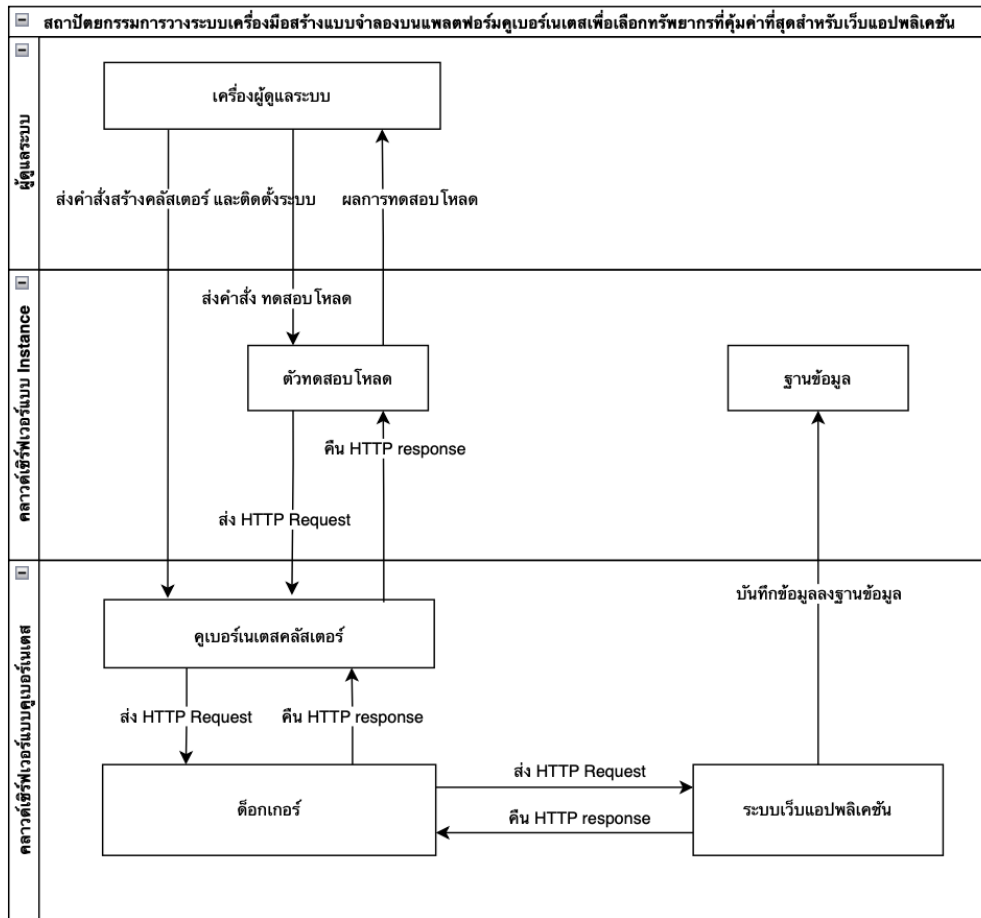 สถาปัตยกรรมการวางระบบเครื่องมือสร้างแบบจำลองบนแพลตฟอร์มคูเบอร์เนเตสเพื่อเลือกทรัพยากรที่คุ้มค่าที่สุดสำหรับเว็บแอปพลิเคชัน
ผู้ดูแลระบบ
เครื่องผู้ดูแลระบบ
ส่งคำสั่งสร้างคลัสเตอร์ และติดตั้งระบบ
ผลการทดสอบโหลด
คลาวด์เซิร์ฟเวอร์แบบ Instance
ส่งคำสั่ง ทดสอบโหลด
ตัวทดสอบโหลด
ฐานข้อมูล
คืน HTTP response
ส่ง HTTP Request
คลาวด์เซิร์ฟเวอร์แบบคูเบอร์เนเตส
บันทึกข้อมูลลงฐานข้อมูล
คูเบอร์เนเตสคลัสเตอร์
ส่ง HTTP Request
คืน HTTP response
ด็อกเกอร์
ส่ง HTTP Request
คืน HTTP response
ระบบเว็บแอปพลิเคชัน